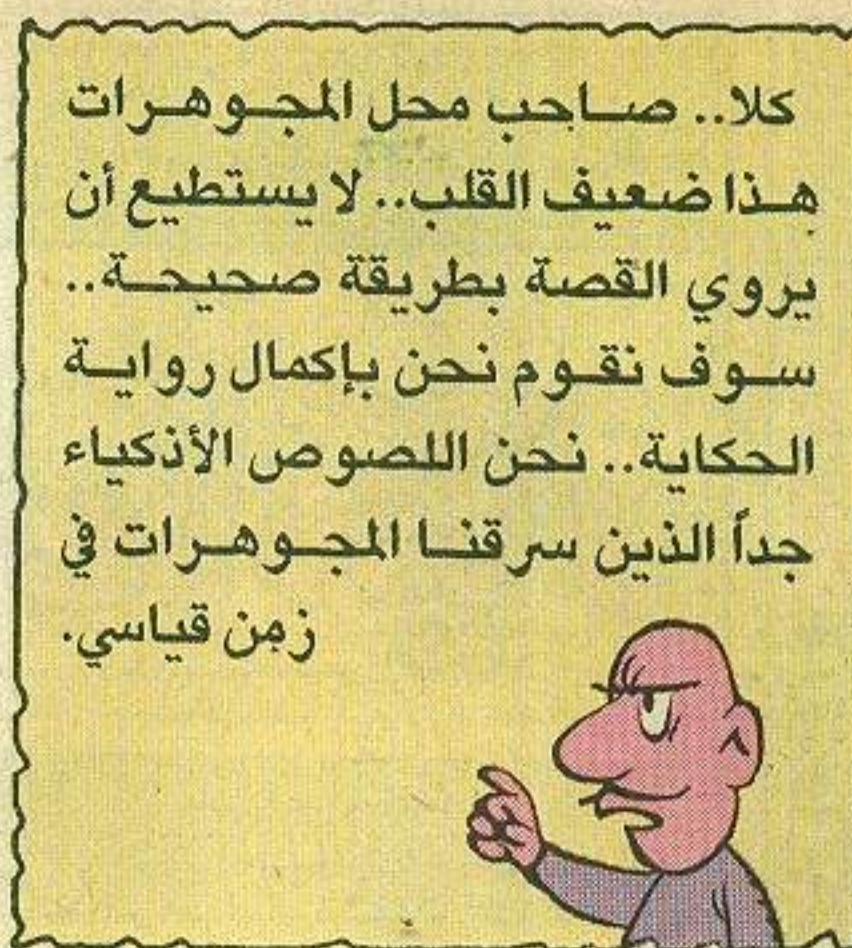 كلا.. صاحب محل المجوهرات
هذا ضعيف القلب.. لا يستطيع أن
يروي القصة بطريقة صحيحة..
سوف نقوم نحن بإكمال رواية
الحكاية.. نحن اللصوص الأذكياء
جداً الذين سرقنا المجوهرات في
زمن قياسي.